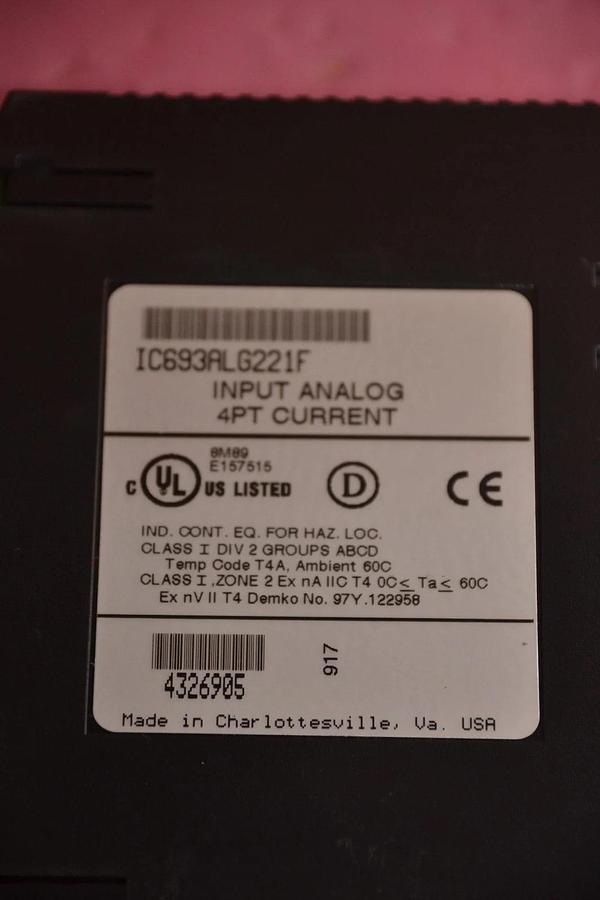 IC693ALG221F
INPUT ANALOG
4PT CURRENT
8M89
E157515
C UL US LISTED
D
CE
IND. CONT. EQ. FOR HAZ. LOC.
CLASS I DIV 2 GROUPS ABCD
Temp Code T4A, Ambient 60C
CLASS I ,ZONE 2 Ex nA IIC T4 0C≤ Ta≤ 60C
Ex nV II T4 Demko No. 97Y.122958
917
4326905
Made in Charlottesville, Va. USA